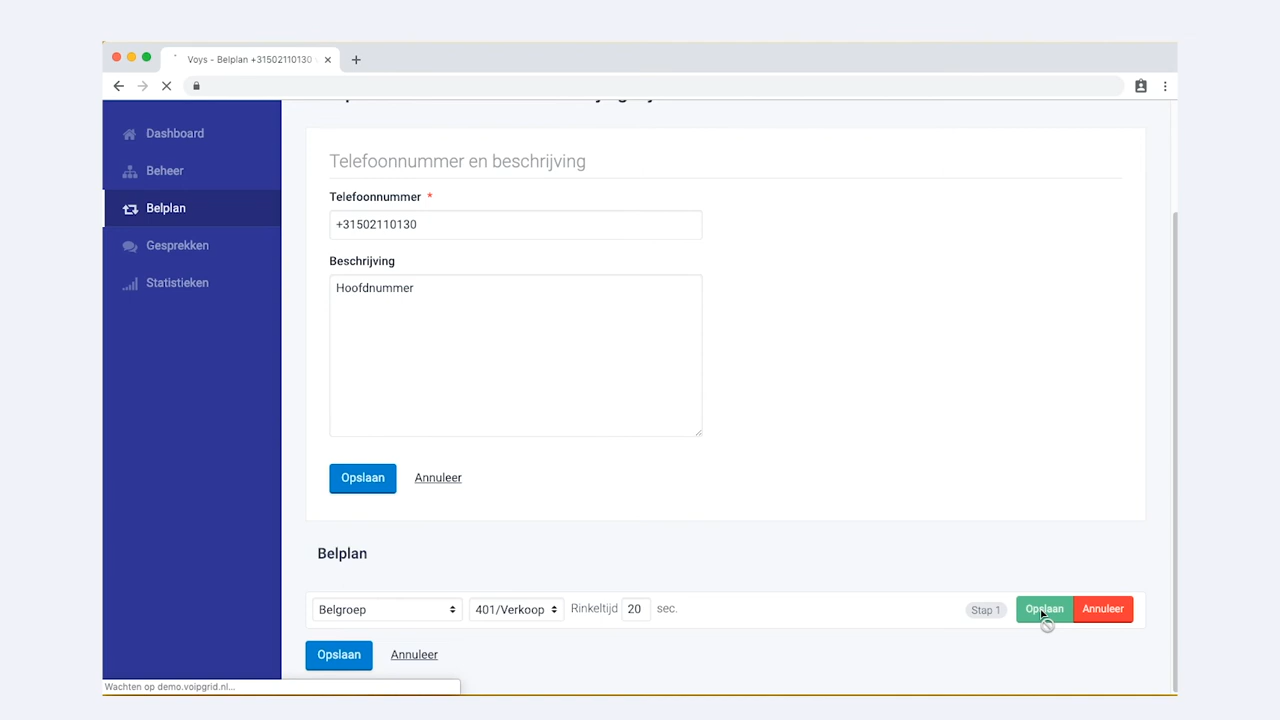 Voys - Belplan +31502110130
Dashboard
Beheer
Belplan
Gesprekken
Statistieken
Telefoonnummer en beschrijving
Telefoonnummer *
+31502110130
Beschrijving
Hoofdnummer
Opslaan Annuleer
Belplan
Belgroep 401/Verkoop Rinkeltijd 20 sec. Stap 1 Opslaan Annuleer
Opslaan Annuleer
Wachten op demo.voipgrid.nl...